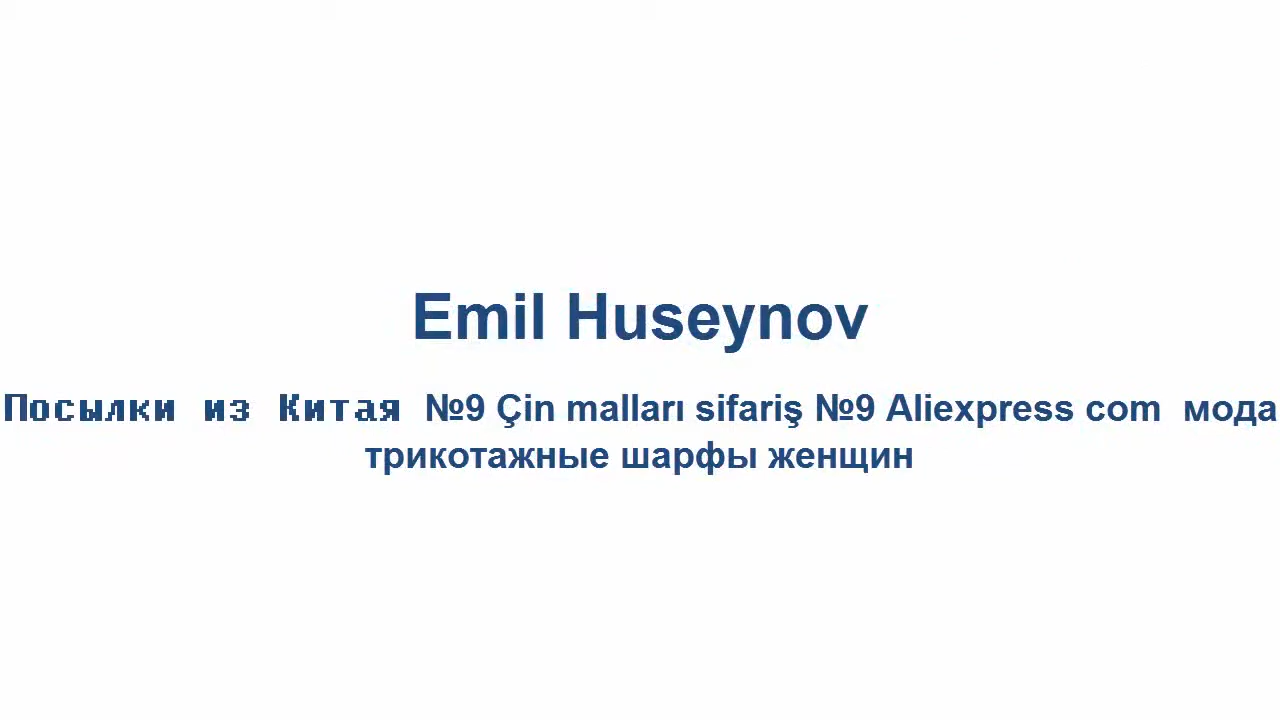 Emil Huseynov
Посылки из Китая №9 Çin malları sifariş №9 Aliexpress com мода
трикотажные шарфы женщин